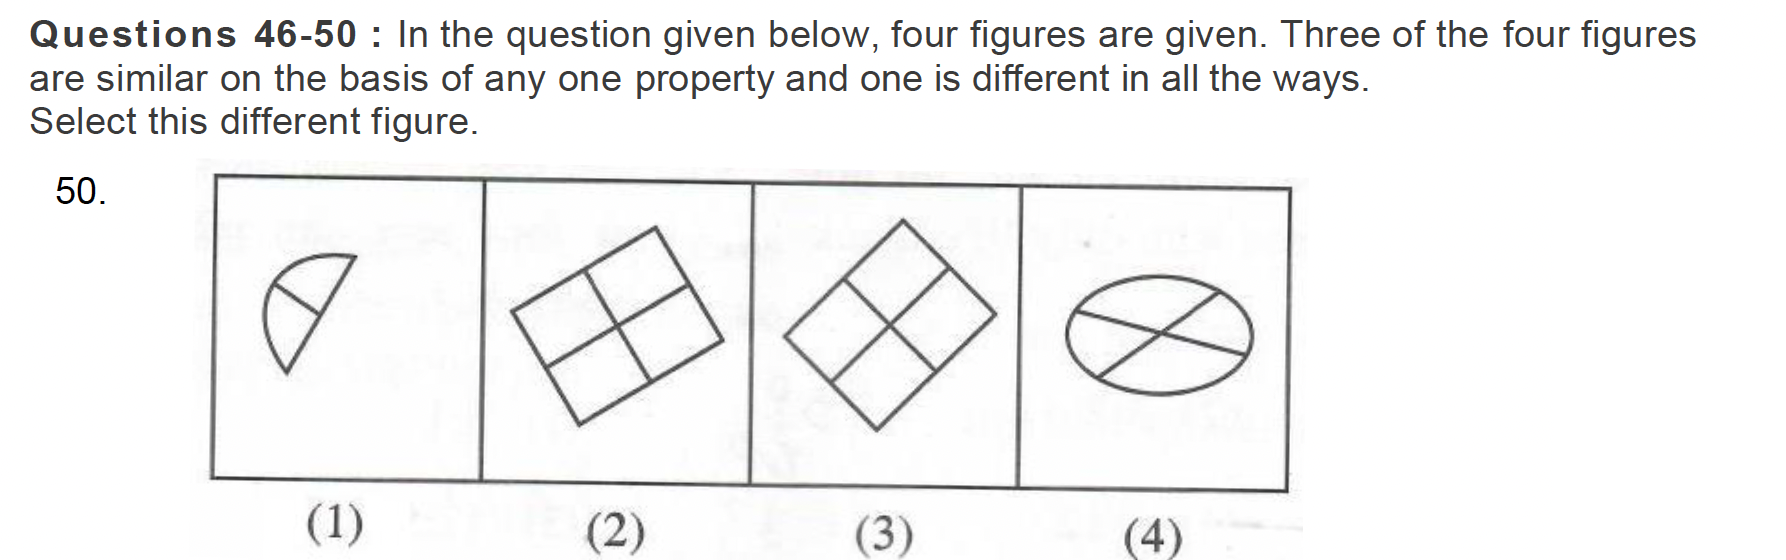 Questions 46-50 : In the question given below, four figures are given. Three of the four figures
are similar on the basis of any one property and one is different in all the ways.
Select this different figure.
50.
(1) (2) (3) (4)